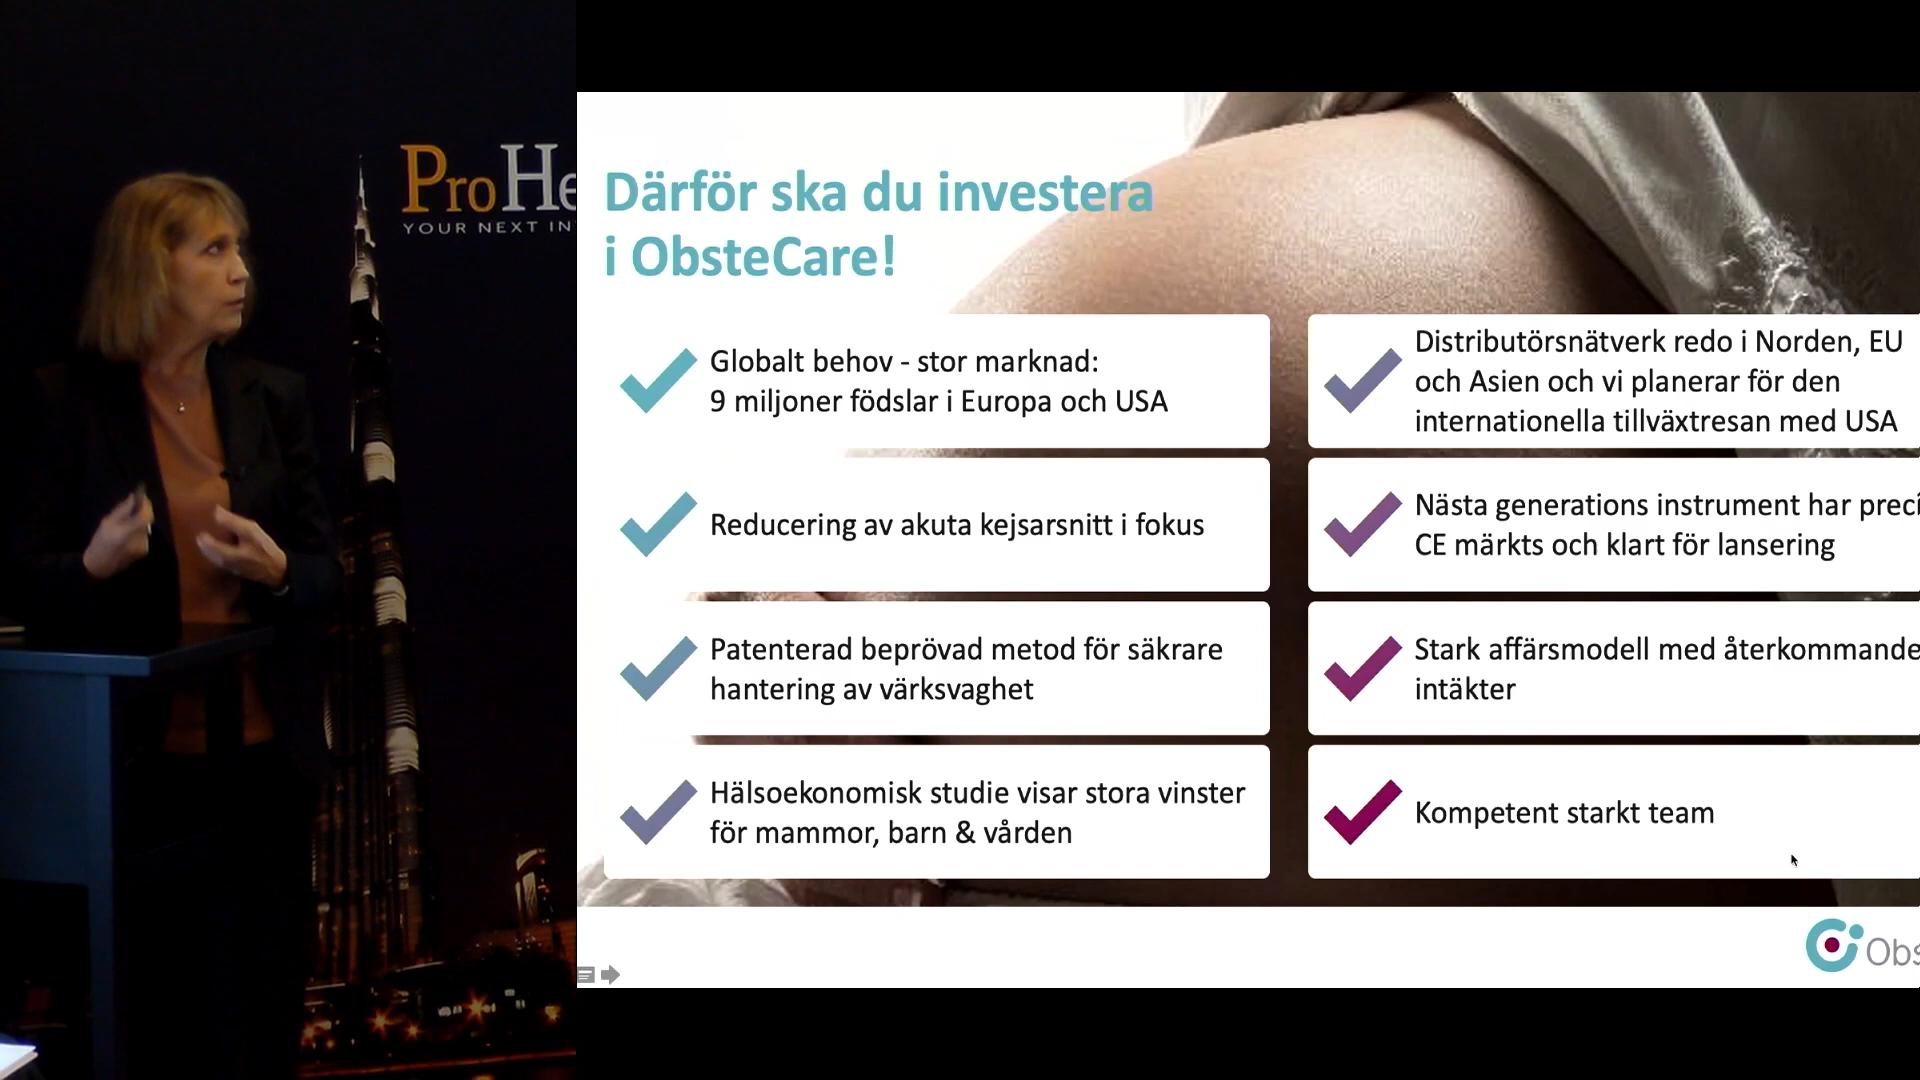 ProHe
YOUR NEXT IN
Därför ska du investera
i ObsteCare!
Globalt behov - stor marknad:
9 miljoner födslar i Europa och USA
Reducering av akuta kejsarsnitt i fokus
Patenterad beprövad metod för säkrare
hantering av värksvaghet
Hälsoekonomisk studie visar stora vinster
för mammor, barn & vården
Distributörsnätverk redo i Norden, EU
och Asien och vi planerar för den
internationella tillväxtresan med USA
Nästa generations instrument har preci
CE märkts och klart för lansering
Stark affärsmodell med återkommande
intäkter
Kompetent starkt team
Obs